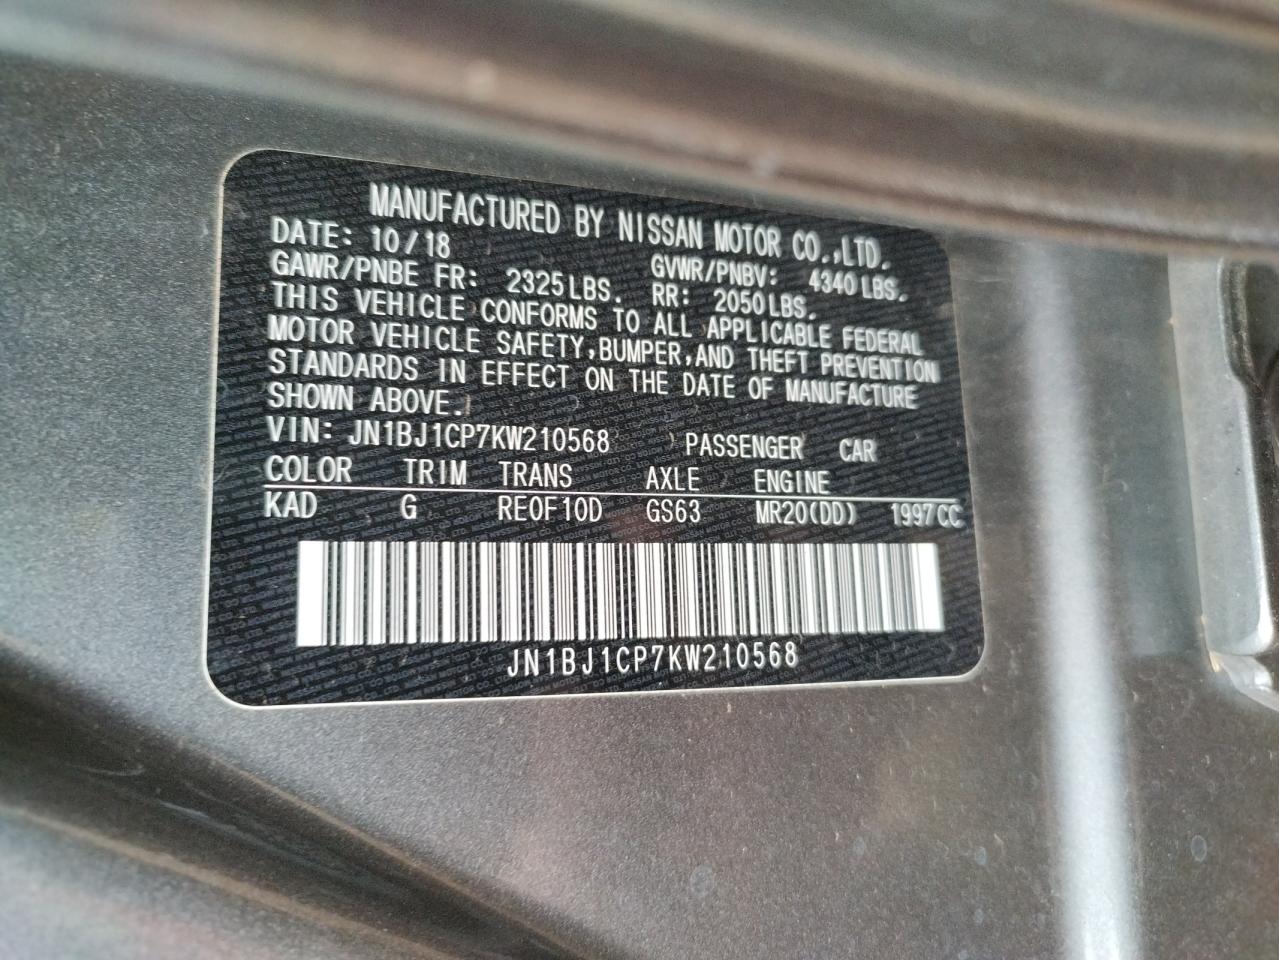 MANUFACTURED BY NISSAN MOTOR CO.,LTD.
DATE: 10/18 GVWR/PNBV: 4340LBS.
GAWR/PNBE FR: 2325LBS. RR: 2050LBS.
THIS VEHICLE CONFORMS TO ALL APPLICABLE FEDERAL
MOTOR VEHICLE SAFETY,BUMPER,AND THEFT PREVENTION
STANDARDS IN EFFECT ON THE DATE OF MANUFACTURE
SHOWN ABOVE.
VIN: JN1BJ1CP7KW210568 PASSENGER CAR
COLOR TRIM TRANS AXLE ENGINE
KAD G RE0F10D GS63 MR20(DD) 1997CC
JN1BJ1CP7KW210568